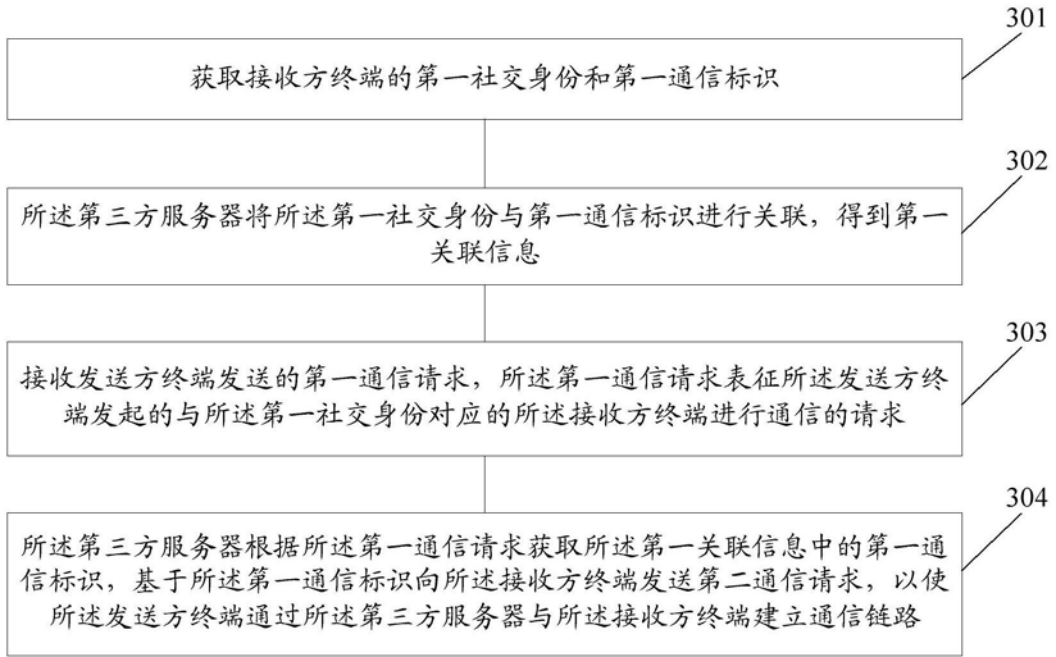 301
获取接收方终端的第一社交身份和第一通信标识
302
所述第三方服务器将所述第一社交身份与第一通信标识进行关联，得到第一
关联信息
303
接收发送方终端发送的第一通信请求，所述第一通信请求表征所述发送方终
端发起的与所述第一社交身份对应的所述接收方终端进行通信的请求
304
所述第三方服务器根据所述第一通信请求获取所述第一关联信息中的第一通
信标识，基于所述第一通信标识向所述接收方终端发送第二通信请求，以使
所述发送方终端通过所述第三方服务器与所述接收方终端建立通信链路